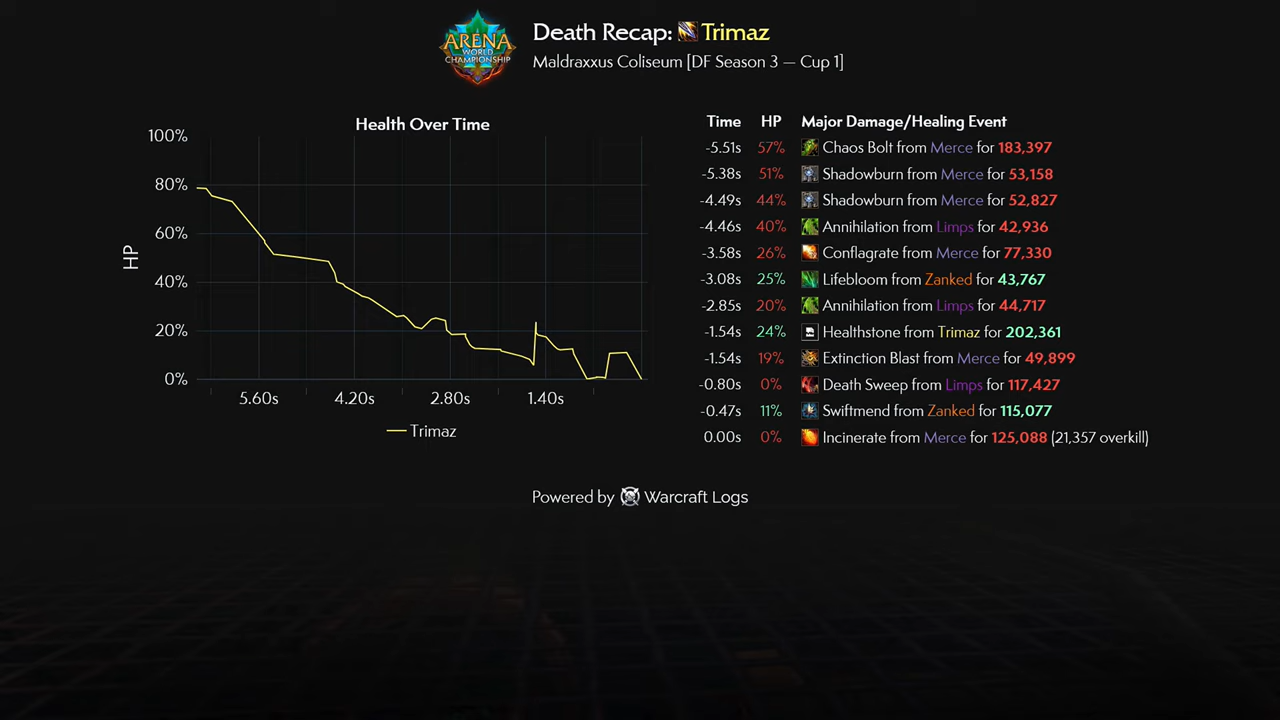 ARENA
WORLD
CHAMPIONSHIP
Death Recap: Trimaz
Maldraxxus Coliseum [DF Season 3 — Cup 1]
Health Over Time
100%
80%
60%
40%
20%
0%
HP
5.60s 4.20s 2.80s 1.40s
Trimaz
Time HP Major Damage/Healing Event
-5.51s 57% Chaos Bolt from Merce for 183,397
-5.38s 51% Shadowburn from Merce for 53,158
-4.49s 44% Shadowburn from Merce for 52,827
-4.46s 40% Annihilation from Limps for 42,936
-3.58s 26% Conflagrate from Merce for 77,330
-3.08s 25% Lifebloom from Zanked for 43,767
-2.85s 20% Annihilation from Limps for 44,717
-1.54s 24% Healthstone from Trimaz for 202,361
-1.54s 19% Extinction Blast from Merce for 49,899
-0.80s 0% Death Sweep from Limps for 117,427
-0.47s 11% Swiftmend from Zanked for 115,077
0.00s 0% Incinerate from Merce for 125,088 (21,357 overkill)
Powered by Warcraft Logs